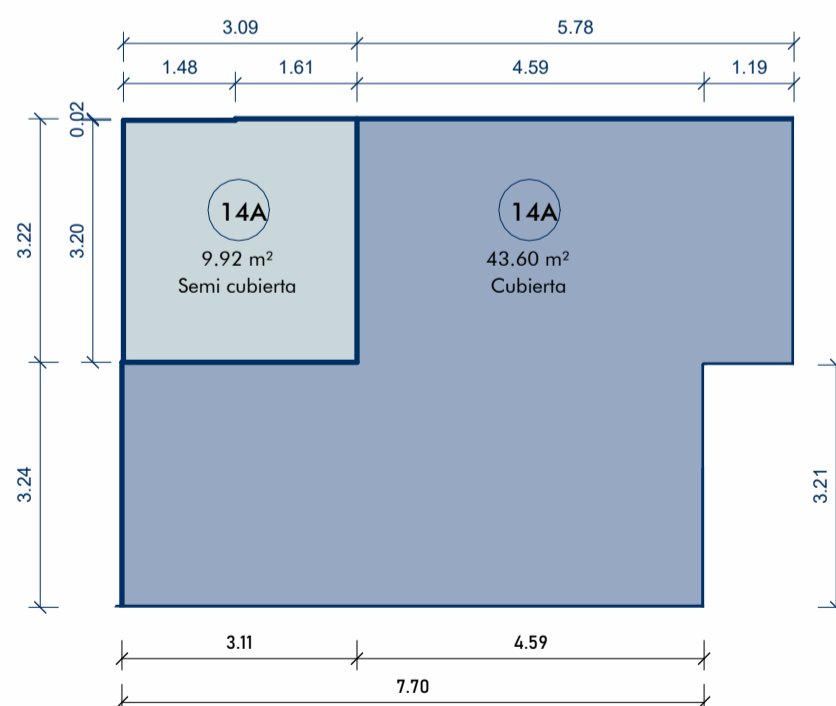 3.09 5.78
1.48 1.61 4.59 1.19
0.02
3.22 3.20
14A 14A
9.92 m² 43.60 m²
Semi cubierta Cubierta
3.24 3.21
3.11 4.59
7.70